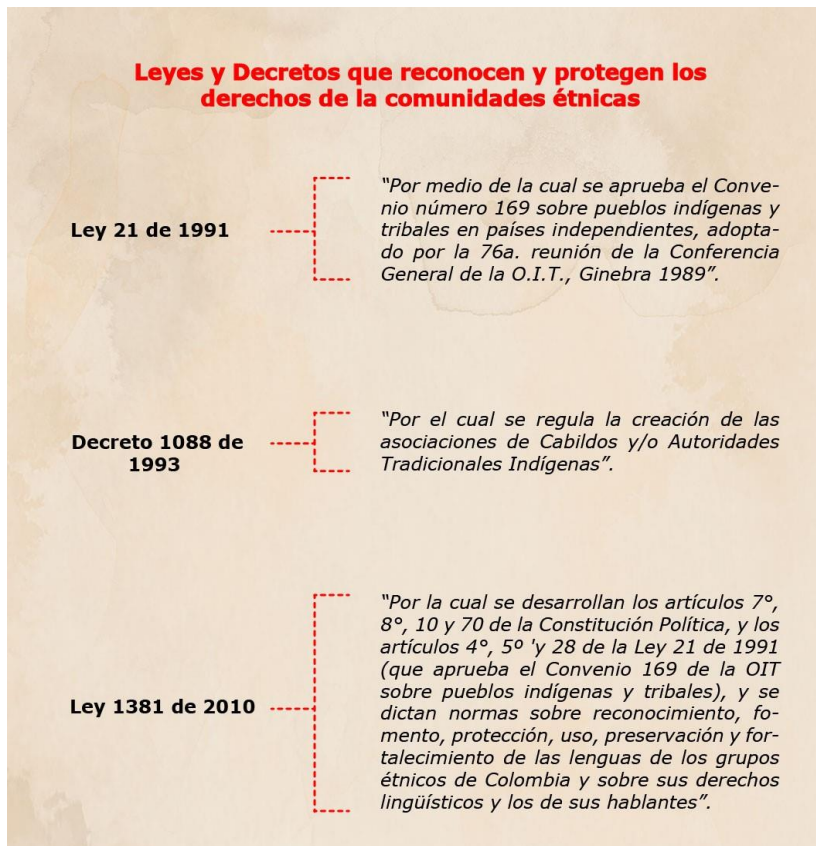 Leyes y Decretos que reconocen y protegen los
derechos de la comunidades étnicas
Ley 21 de 1991
“Por medio de la cual se aprueba el Conve-
nio número 169 sobre pueblos indígenas y
tribales en países independientes, adopta-
do por la 76a. reunión de la Conferencia
General de la O.I.T., Ginebra 1989”.
Decreto 1088 de
1993
“Por el cual se regula la creación de las
asociaciones de Cabildos y/o Autoridades
Tradicionales Indígenas”.
Ley 1381 de 2010
“Por la cual se desarrollan los artículos 7°,
8°, 10 y 70 de la Constitución Política, y los
artículos 4°, 5º 'y 28 de la Ley 21 de 1991
(que aprueba el Convenio 169 de la OIT
sobre pueblos indígenas y tribales), y se
dictan normas sobre reconocimiento, fo-
mento, protección, uso, preservación y for-
talecimiento de las lenguas de los grupos
étnicos de Colombia y sobre sus derechos
lingüísticos y los de sus hablantes”.